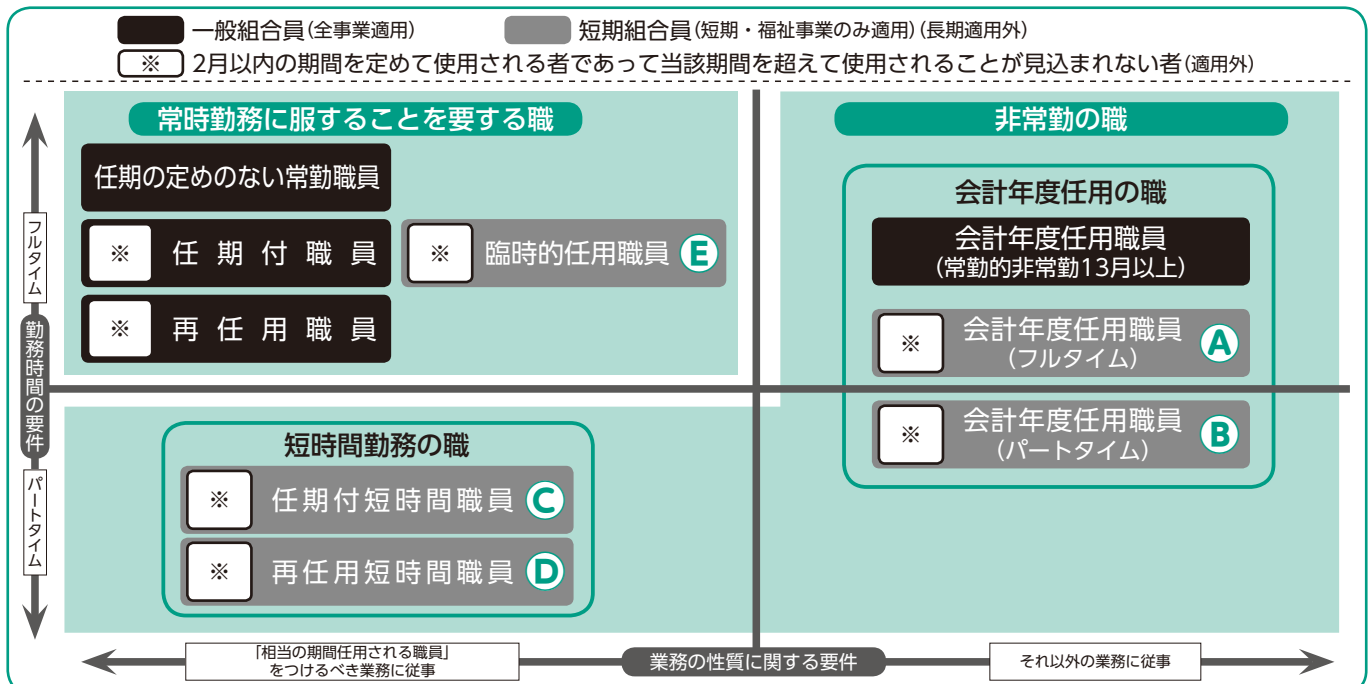 一般組合員(全事業適用)
短期組合員(短期・福祉事業のみ適用)(長期適用外)
※ 2月以内の期間を定めて使用される者であって当該期間を超えて使用されることが見込まれない者(適用外)
常時勤務に服することを要する職
任期の定めのない常勤職員
※ 任期付職員
※ 臨時的任用職員 E
※ 再任用職員
非常勤の職
会計年度任用の職
会計年度任用職員
(常勤的非常勤13月以上)
※ 会計年度任用職員 A
(フルタイム)
※ 会計年度任用職員 B
(パートタイム)
短時間勤務の職
※ 任期付短時間職員 C
※ 再任用短時間職員 D
フルタイム
勤務時間の要件
パートタイム
「相当の期間任用される職員」
をつけるべき業務に従事
業務の性質に関する要件
それ以外の業務に従事